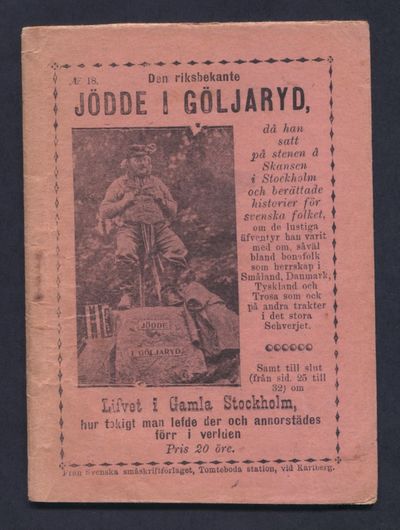 Æ 18.
Den riksbekante
JÖDDE I GÖLJARYD,
då han
satt
på stenen å
Skansen
i Stockholm
och berättade
historier för
svenska folket,
om de lustiga
äfventyr han varit
med om, såväl
bland bonnfolk
som herrskap i
Småland, Danmark,
Tyskland och
Trosa som ock
på andra trakter
i det stora
Sehverjet.
JÖDDE
I GÖLJARYD
Samt till slut
(från sid. 25 till
32) om
Lifvet i Gamla Stockholm,
hur tokigt man lefde der och annorstädes
förr i verlden
Pris 20 öre.
Från Svenska småskriftförlaget, Tomteboda station, vid Karlberg.